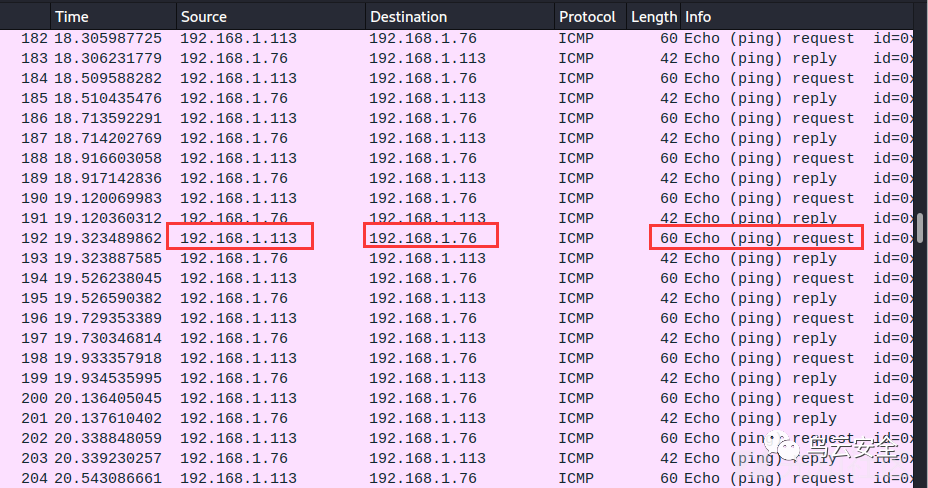 Time Source Destination Protocol Length Info
182 18.305987725 192.168.1.113 192.168.1.76 ICMP 60 Echo (ping) request id=0x
183 18.306231779 192.168.1.76 192.168.1.113 ICMP 42 Echo (ping) reply id=0x
184 18.509588282 192.168.1.113 192.168.1.76 ICMP 60 Echo (ping) request id=0x
185 18.510435476 192.168.1.76 192.168.1.113 ICMP 42 Echo (ping) reply id=0x
186 18.713592291 192.168.1.113 192.168.1.76 ICMP 60 Echo (ping) request id=0x
187 18.714202769 192.168.1.76 192.168.1.113 ICMP 42 Echo (ping) reply id=0x
188 18.916603058 192.168.1.113 192.168.1.76 ICMP 60 Echo (ping) request id=0x
189 18.917142836 192.168.1.76 192.168.1.113 ICMP 42 Echo (ping) reply id=0x
190 19.120069983 192.168.1.113 192.168.1.76 ICMP 60 Echo (ping) request id=0x
191 19.120360312 192.168.1.76 192.168.1.113 ICMP 42 Echo (ping) reply id=0x
192 19.323489862 192.168.1.113 192.168.1.76 ICMP 60 Echo (ping) request id=0x
193 19.323887585 192.168.1.76 192.168.1.113 ICMP 42 Echo (ping) reply id=0x
194 19.526238045 192.168.1.113 192.168.1.76 ICMP 60 Echo (ping) request id=0x
195 19.526590382 192.168.1.76 192.168.1.113 ICMP 42 Echo (ping) reply id=0x
196 19.729353389 192.168.1.113 192.168.1.76 ICMP 60 Echo (ping) request id=0x
197 19.730346814 192.168.1.76 192.168.1.113 ICMP 42 Echo (ping) reply id=0x
198 19.933357918 192.168.1.113 192.168.1.76 ICMP 60 Echo (ping) request id=0x
199 19.934535995 192.168.1.76 192.168.1.113 ICMP 42 Echo (ping) reply id=0x
200 20.136405045 192.168.1.113 192.168.1.76 ICMP 60 Echo (ping) request id=0x
201 20.137610402 192.168.1.76 192.168.1.113 ICMP 42 Echo (ping) reply id=0x
202 20.338848059 192.168.1.113 192.168.1.76 ICMP 60 Echo (ping) request id=0x
203 20.339230257 192.168.1.76 192.168.1.113 ICMP 42 Echo (ping) reply id=0x
乌云安全
204 20.543086661 192.168.1.113 192.168.1.76 ICMP 60 Echo (ping) request id=0x